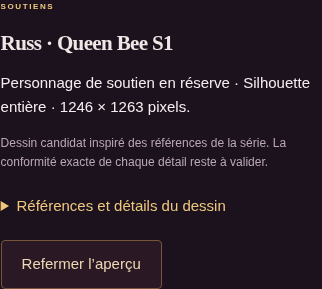 SOUTIENS
Russ · Queen Bee S1
Personnage de soutien en réserve · Silhouette
entière · 1246 × 1263 pixels.
Dessin candidat inspiré des références de la série. La
conformité exacte de chaque détail reste à valider.
Références et détails du dessin
Refermer l’aperçu